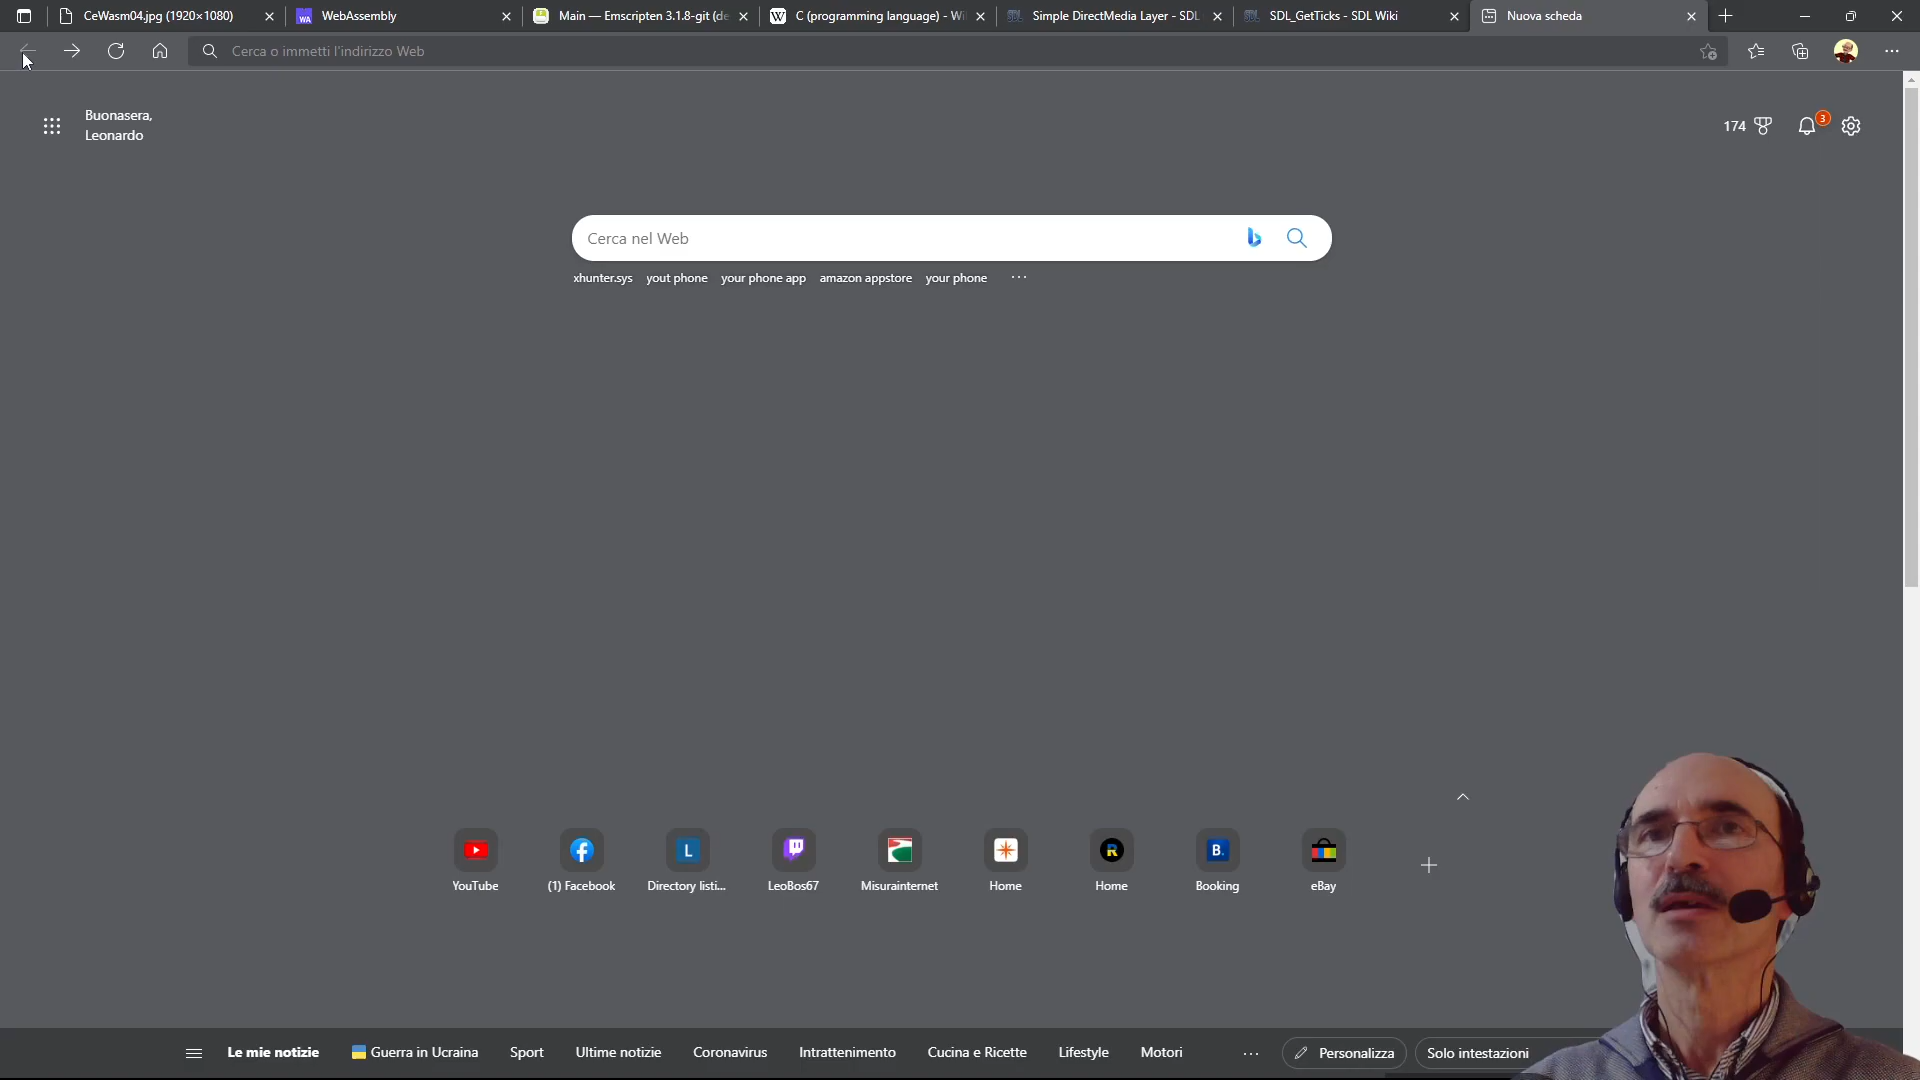 CeWasm04.jpg (1920×1080)
WebAssembly
Main — Emscripten 3.1.8-git (de
C (programming language) - Wi
Simple DirectMedia Layer - SDL
SDL_GetTicks - SDL Wiki
Nuova scheda
Cerca o immetti l'indirizzo Web
Buonasera,
Leonardo
174
3
Cerca nel Web
xhunter.sys yout phone your phone app amazon appstore your phone ...
YouTube
(1) Facebook
Directory listi...
LeoBos67
Misurainternet
Home
Home
Booking
eBay
Le mie notizie Guerra in Ucraina Sport Ultime notizie Coronavirus Intrattenimento Cucina e Ricette Lifestyle Motori ... Personalizza Solo intestazioni